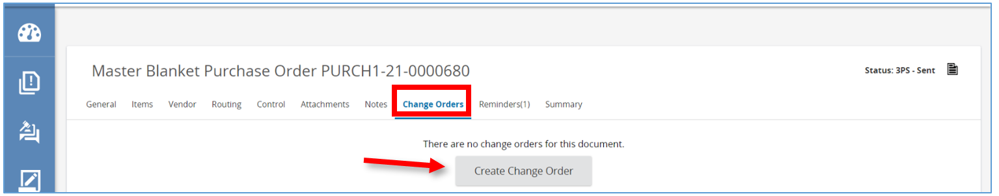 Master Blanket Purchase Order PURCH1-21-0000680
Status: 3PS - Sent
General Items Vendor Routing Control Attachments Notes Change Orders Reminders(1) Summary
There are no change orders for this document.
Create Change Order